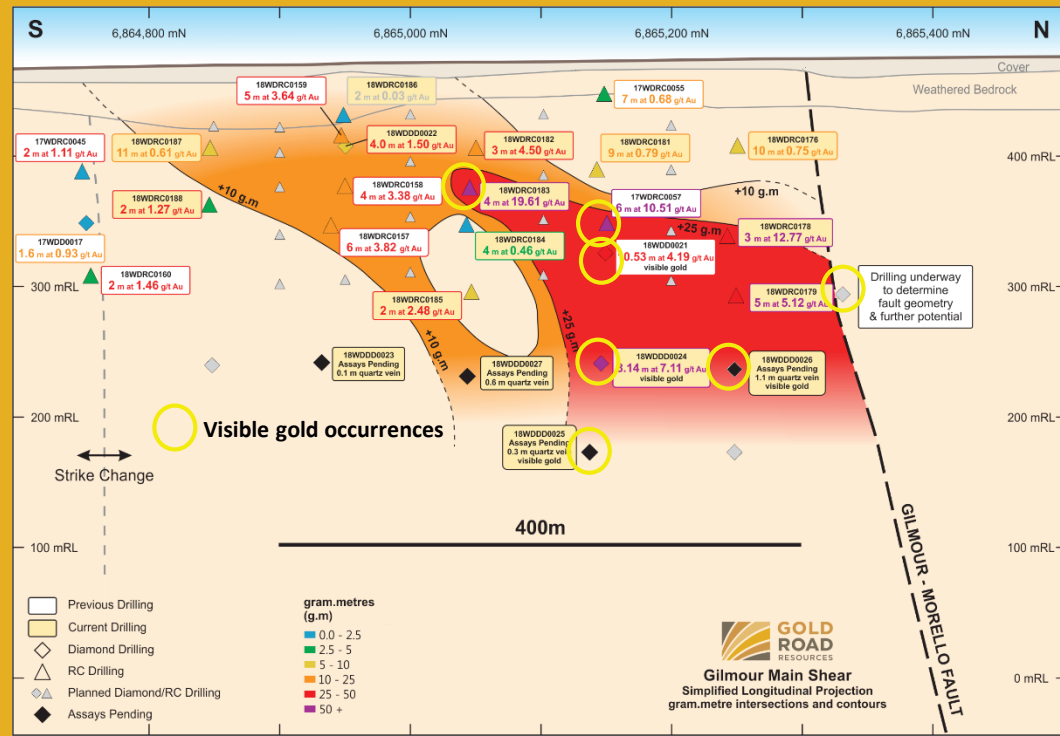 S
N
6,864,800 mN
6,865,000 mN
6,865,200 mN
6,865,400 mN
Cover
Weathered Bedrock
18WDRC0159
5 m at 3.64 g/t Au
18WDRC0186
2 m at 0.03 g/t Au
17WDRC0055
7 m at 0.68 g/t Au
17WDRC0045
2 m at 1.11 g/t Au
18WDRC0187
11 m at 0.61 g/t Au
18WDDD0022
4.0 m at 1.50 g/t Au
18WDRC0182
3 m at 4.50 g/t Au
18WDRC0181
9 m at 0.79 g/t Au
18WDRC0176
10 m at 0.75 g/t Au
400 mRL
400 mRL
+10 g.m
+10 g.m
18WDRC0188
2 m at 1.27 g/t Au
18WDRC0158
4 m at 3.38 g/t Au
18WDRC0183
4 m at 19.61 g/t Au
17WDRC0057
6 m at 10.51 g/t Au
+25 g.m
18WDRC0178
3 m at 12.77 g/t Au
17WDD0017
1.6 m at 0.93 g/t Au
18WDRC0157
6 m at 3.82 g/t Au
18WDRC0184
4 m at 0.46 g/t Au
18WDD0021
0.53 m at 4.19 g/t Au
visible gold
18WDRC0160
2 m at 1.46 g/t Au
18WDRC0185
2 m at 2.48 g/t Au
18WDRC0179
5 m at 5.12 g/t Au
Drilling underway
to determine
fault geometry
& further potential
300 mRL
300 mRL
+10 g.m
+25 g.m
18WDDD0023
Assays Pending
0.1 m quartz vein
18WDDD0027
Assays Pending
0.6 m quartz vein
18WDDD0024
3.14 m at 7.11 g/t Au
visible gold
18WDDD0026
Assays Pending
1.1 m quartz vein
visible gold
200 mRL
200 mRL
Visible gold occurrences
18WDDD0025
Assays Pending
0.3 m quartz vein
visible gold
Strike Change
400m
100 mRL
100 mRL
GILMOUR - MORELLO FAULT
Previous Drilling
Current Drilling
Diamond Drilling
RC Drilling
Planned Diamond/RC Drilling
Assays Pending
gram.metres
(g.m)
0.0 - 2.5
2.5 - 5
5 - 10
10 - 25
25 - 50
50 +
GOLD
ROAD
RESOURCES
Gilmour Main Shear
Simplified Longitudinal Projection
gram.metre intersections and contours
0 mRL